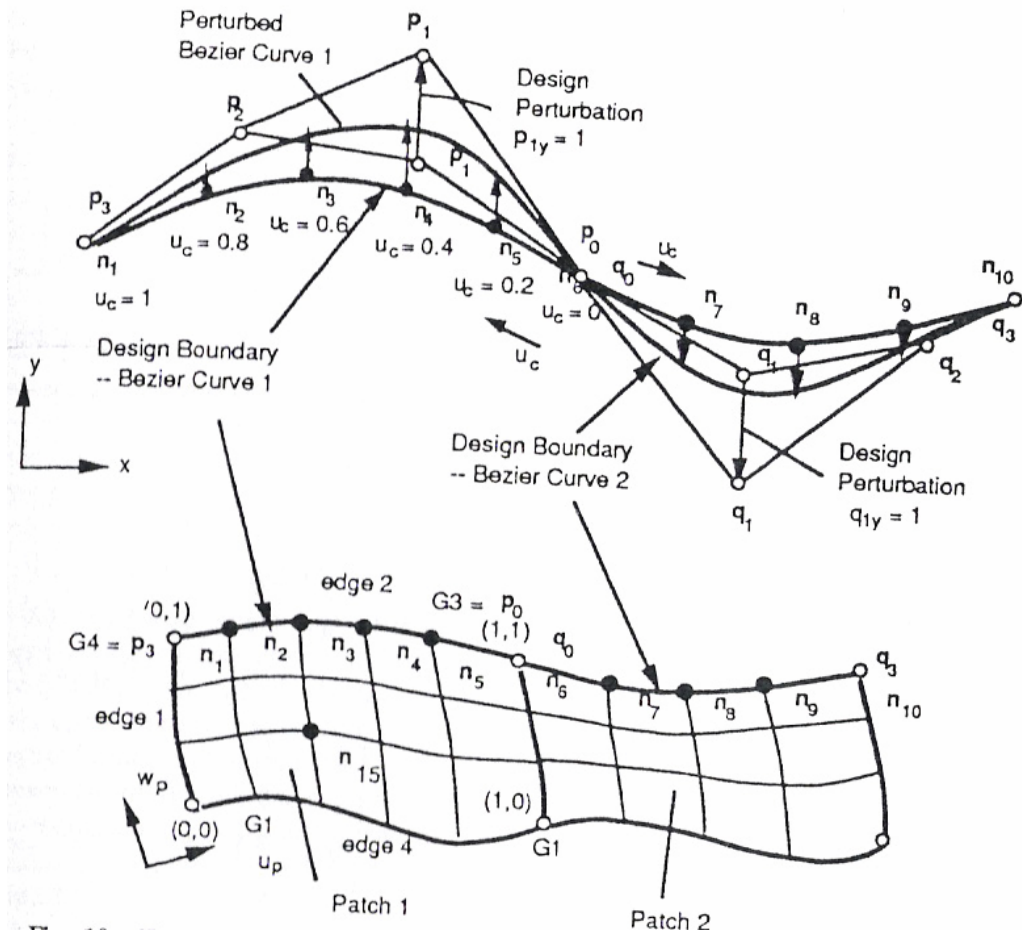 Perturbed
Bezier Curve 1
p1
Design
Perturbation
p1y = 1
p2
p1
p3
n1
uc = 1
n2
uc = 0.8
n3
uc = 0.6
n4
uc = 0.4
n5
uc = 0.2
p0
q0
uc
n6
uc = 0
uc
n7
n8
n9
n10
q1
q2
q3
Design Boundary
-- Bezier Curve 1
y
x
Design Boundary
-- Bezier Curve 2
q1
Design
Perturbation
q1y = 1
edge 2
'0,1)
G4 = p3
G3 = p0
(1,1)
q0
q3
n1
n2
n3
n4
n5
n6
n7
n8
n9
n10
edge 1
n15
wp
(0,0)
G1
up
edge 4
(1,0)
G1
Patch 1
Patch 2